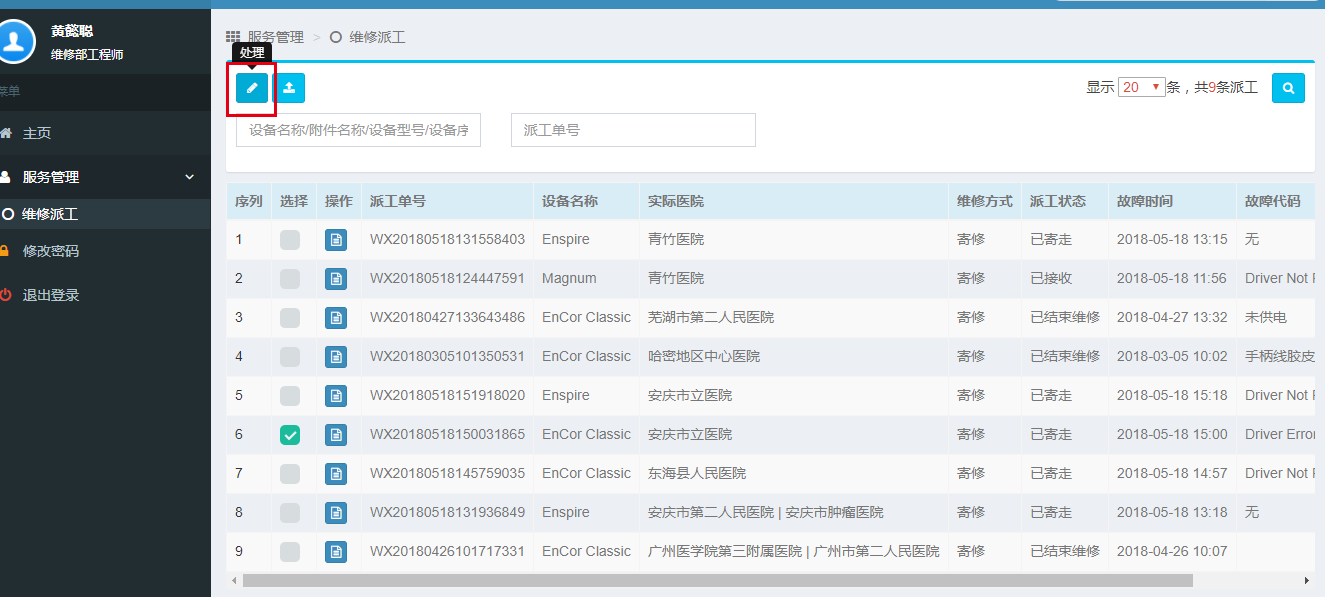 黄懿聪
维修部工程师
菜单
主页
服务管理
维修派工
修改密码
退出登录
服务管理 > 维修派工
处理
显示 20 条，共9条派工
设备名称/附件名称/设备型号/设备序 派工单号
序列 选择 操作 派工单号 设备名称 实际医院 维修方式 派工状态 故障时间 故障代码
1 WX20180518131558403 Enspire 青竹医院 寄修 已寄走 2018-05-18 13:15 无
2 WX20180518124447591 Magnum 青竹医院 寄修 已接收 2018-05-18 11:56 Driver Not
3 WX20180427133643486 EnCor Classic 芜湖市第二人民医院 寄修 已结束维修 2018-04-27 13:32 未供电
4 WX20180305101350531 EnCor Classic 哈密地区中心医院 寄修 已结束维修 2018-03-05 10:02 手柄线胶皮
5 WX20180518151918020 Enspire 安庆市立医院 寄修 已寄走 2018-05-18 15:18 Driver Not
6 WX20180518150031865 EnCor Classic 安庆市立医院 寄修 已寄走 2018-05-18 15:00 Driver Error
7 WX20180518145759035 EnCor Classic 东海县人民医院 寄修 已寄走 2018-05-18 14:57 Driver Not
8 WX20180518131936849 Enspire 安庆市第二人民医院 | 安庆市肿瘤医院 寄修 已寄走 2018-05-18 13:18 无
9 WX20180426101717331 EnCor Classic 广州医学院第三附属医院 | 广州市第二人民医院 寄修 已结束维修 2018-04-26 10:07